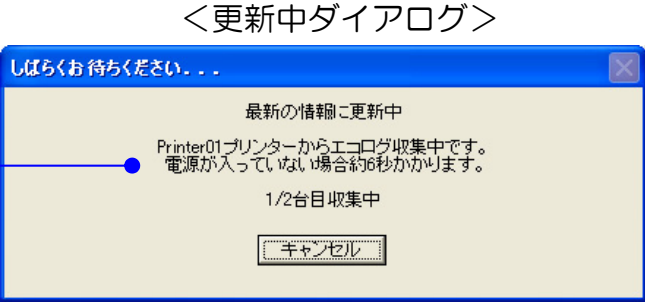 ＜更新中ダイアログ＞
しばらくお待ちください．．．
最新の情報に更新中
Printer01プリンターからエコログ収集中です。
電源が入っていない場合約6秒かかります。
1/2台目収集中
キャンセル